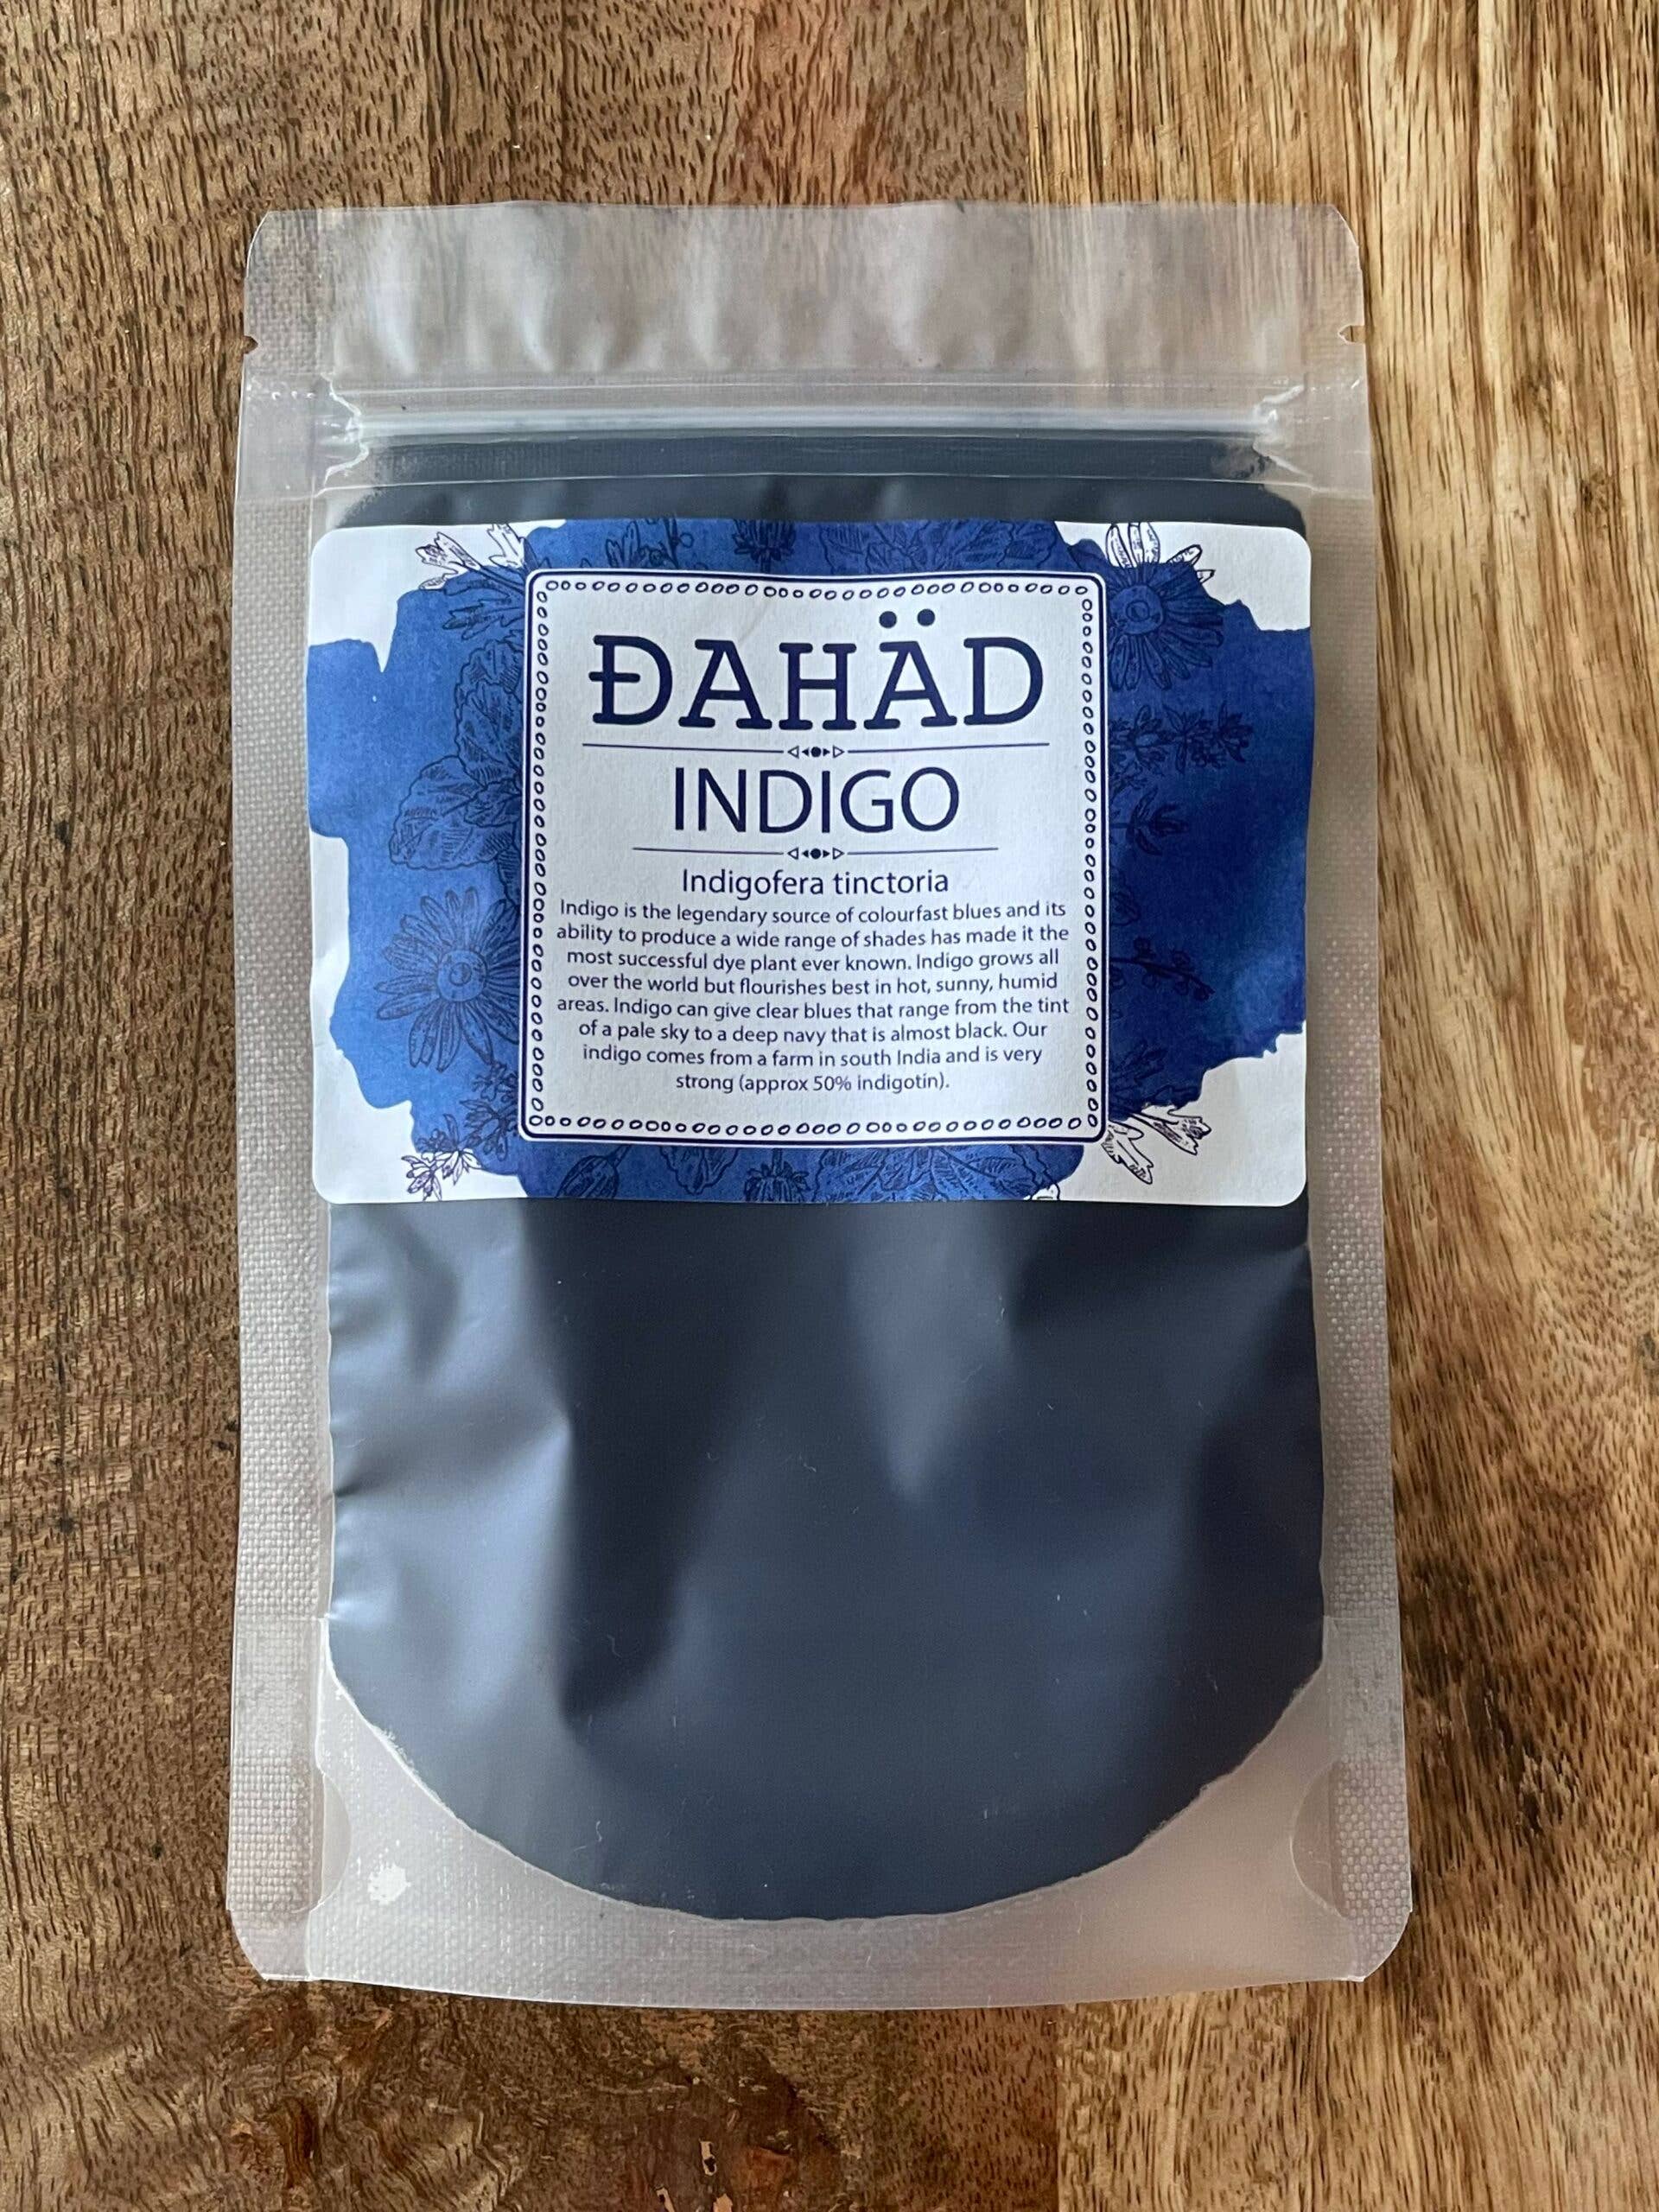 ĐAHÄD
INDIGO
Indigofera tinctoria
Indigo is the legendary source of colourfast blues and its
ability to produce a wide range of shades has made it the
most successful dye plant ever known. Indigo grows all
over the world but flourishes best in hot, sunny, humid
areas. Indigo can give clear blues that range from the tint
of a pale sky to a deep navy that is almost black. Our
indigo comes from a farm in south India and is very
strong (approx 50% indigotin).